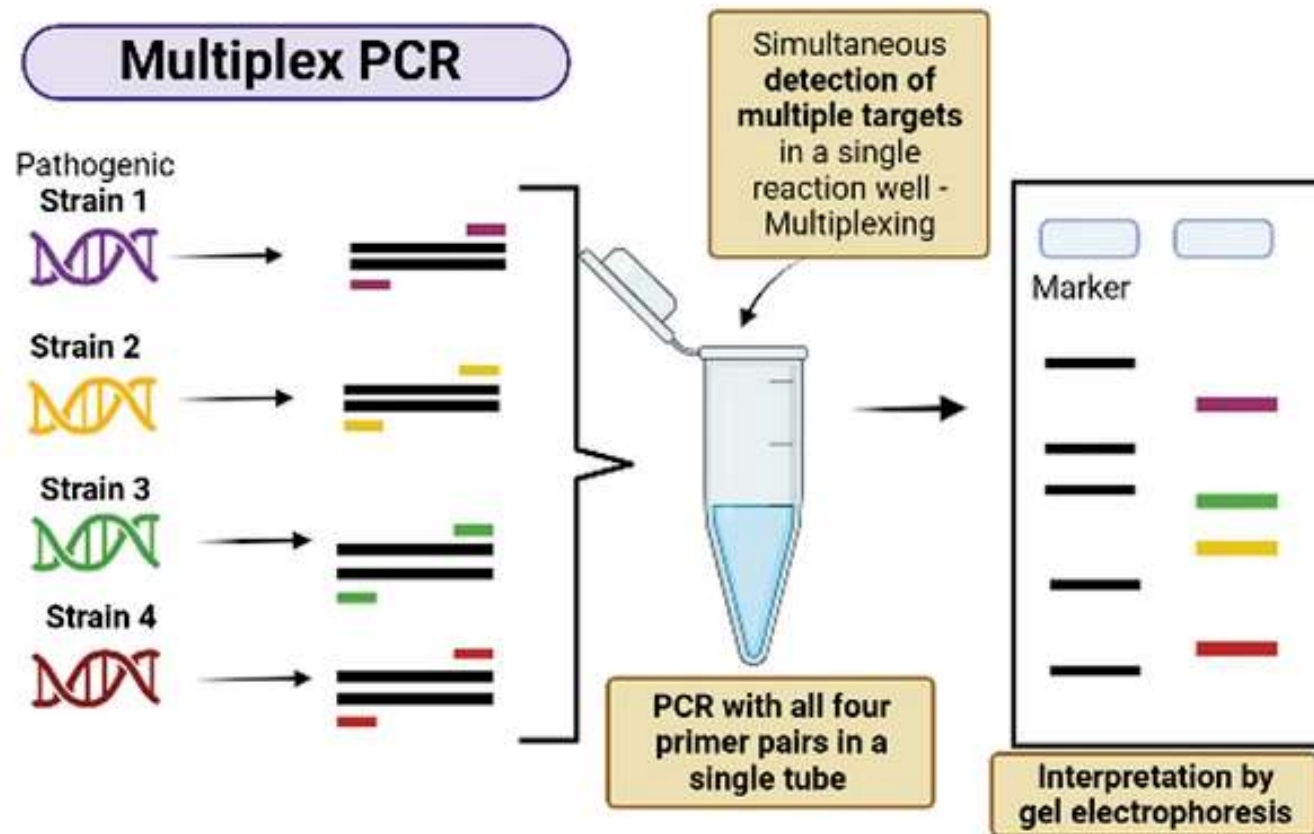 Multiplex PCR
Pathogenic
Strain 1
Strain 2
Strain 3
Strain 4
Simultaneous
detection of
multiple targets
in a single
reaction well -
Multiplexing
PCR with all four
primer pairs in a
single tube
Marker
Interpretation by
gel electrophoresis